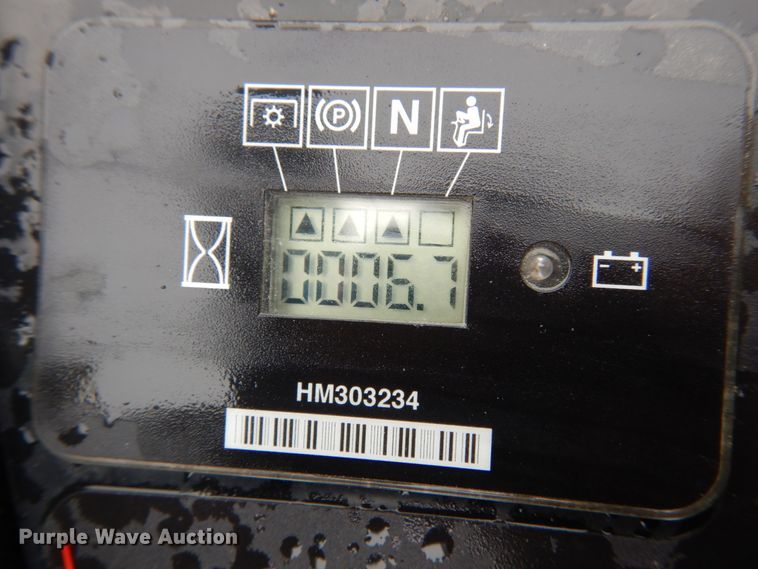 P N
0006.7
HM303234
Purple Wave Auction